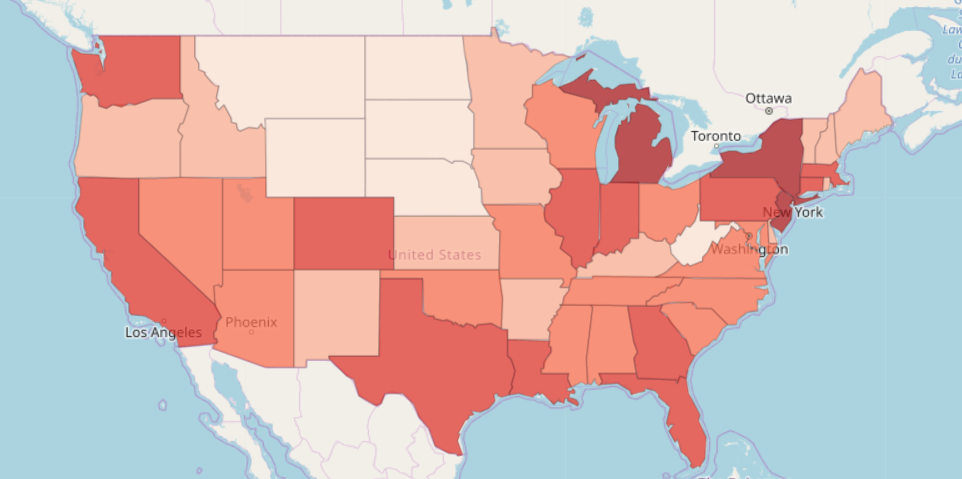 Ottawa
Toronto
New York
Washington
United States
Phoenix
Los Angeles